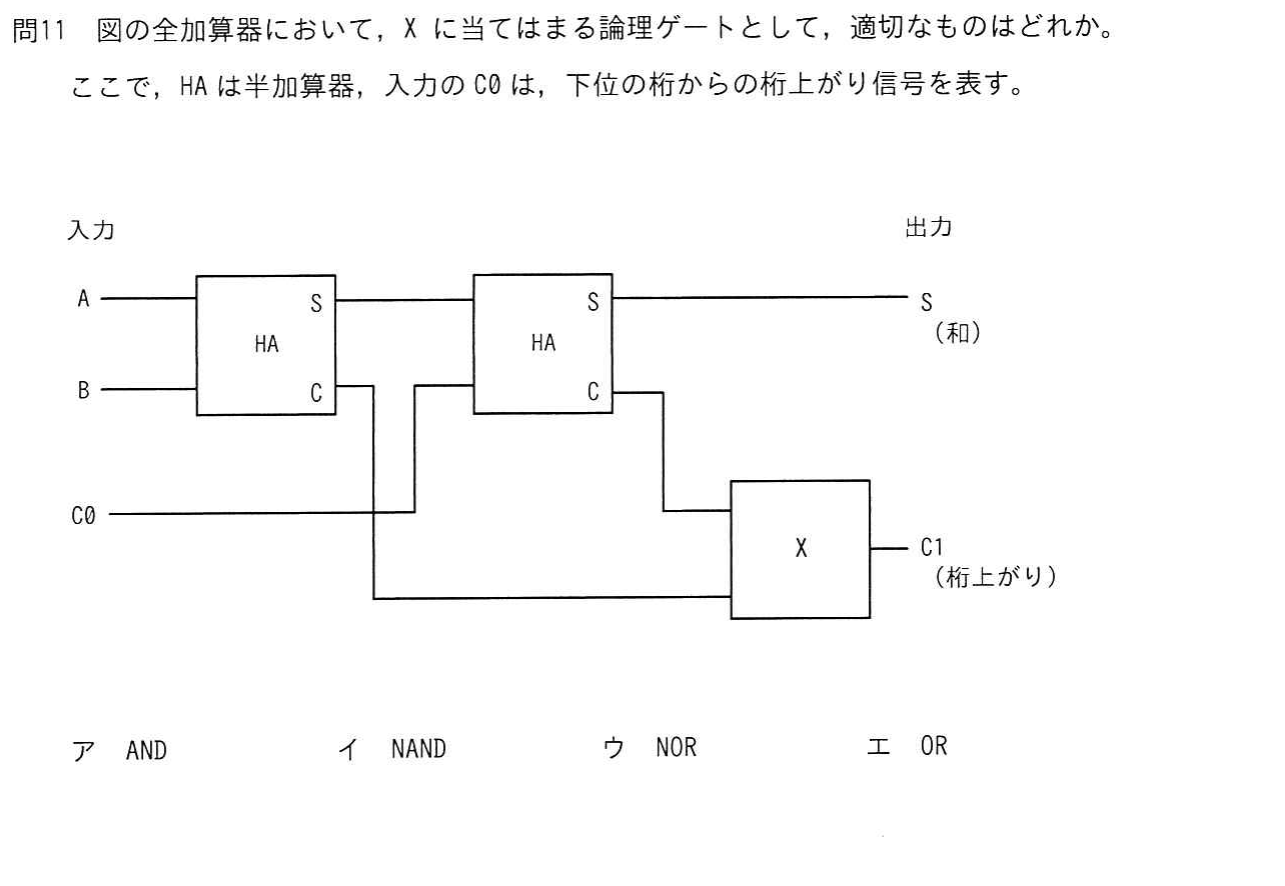 問11 図の全加算器において，X に当てはまる論理ゲートとして，適切なものはどれか。
ここで，HA は半加算器，入力の C0 は，下位の桁からの桁上がり信号を表す。
入力 出力
A S S S
(和)
HA HA
B C C
C0
X C1
(桁上がり)
ア AND イ NAND ウ NOR エ OR